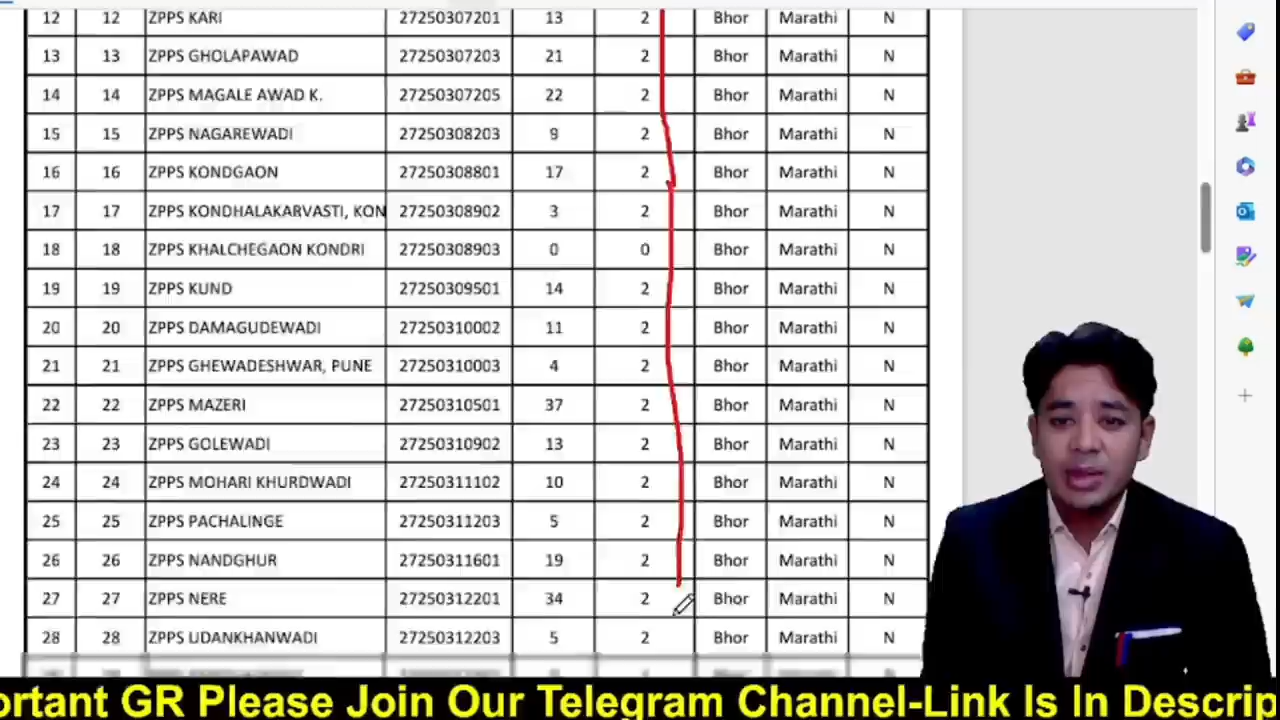 12 12 ZPPS KARI 27250307201 13 2 Bhor Marathi N
13 13 ZPPS GHOLAPAWAD 27250307203 21 2 Bhor Marathi N
14 14 ZPPS MAGALE AWAD K. 27250307205 22 2 Bhor Marathi N
15 15 ZPPS NAGAREWADI 27250308203 9 2 Bhor Marathi N
16 16 ZPPS KONDGAON 27250308801 17 2 Bhor Marathi N
17 17 ZPPS KONDHALAKARVASTI, KON 27250308902 3 2 Bhor Marathi N
18 18 ZPPS KHALCHEGAON KONDRI 27250308903 0 0 Bhor Marathi N
19 19 ZPPS KUND 27250309501 14 2 Bhor Marathi N
20 20 ZPPS DAMAGUDEWADI 27250310002 11 2 Bhor Marathi N
21 21 ZPPS GHEWADESHWAR, PUNE 27250310003 4 2 Bhor Marathi N
22 22 ZPPS MAZERI 27250310501 37 2 Bhor Marathi N
23 23 ZPPS GOLEWADI 27250310902 13 2 Bhor Marathi N
24 24 ZPPS MOHARI KHURDWADI 27250311102 10 2 Bhor Marathi N
25 25 ZPPS PACHALINGE 27250311203 5 2 Bhor Marathi N
26 26 ZPPS NANDGHUR 27250311601 19 2 Bhor Marathi N
27 27 ZPPS NERE 27250312201 34 2 Bhor Marathi N
28 28 ZPPS UDANKHANWADI 27250312203 5 2 Bhor Marathi N
ortant GR Please Join Our Telegram Channel-Link Is In Descrip